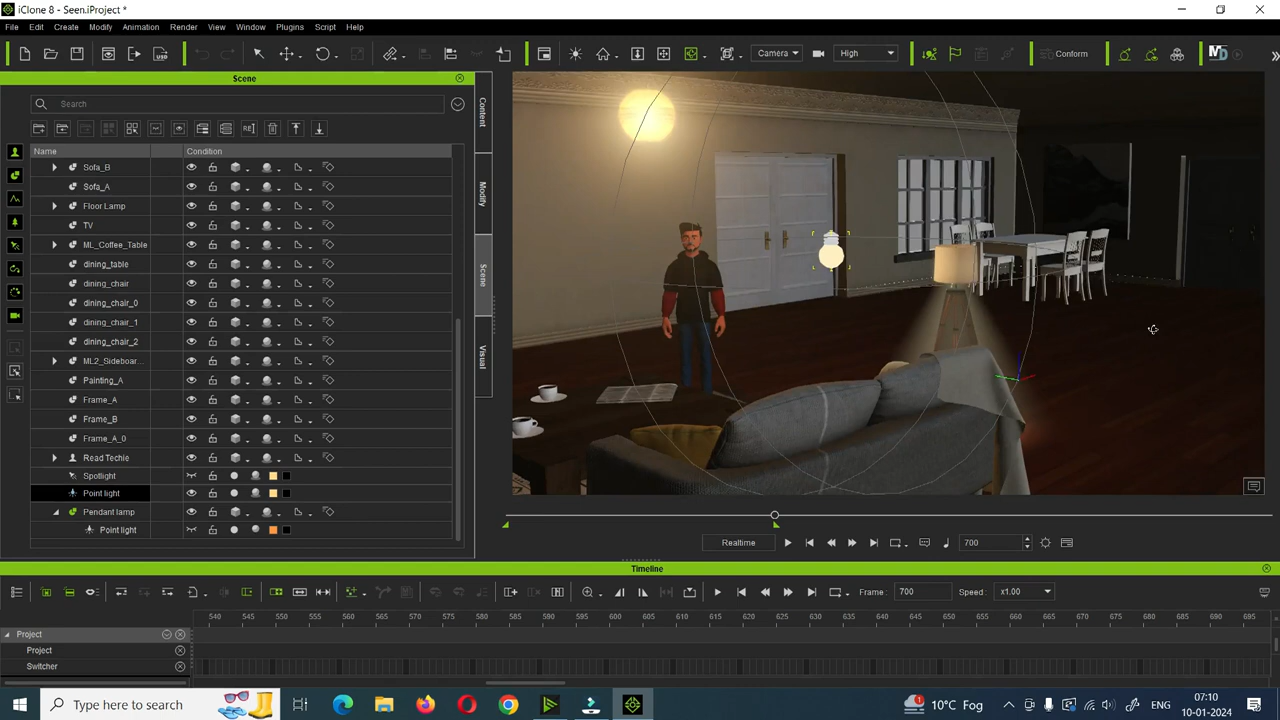 iClone 8 - Seen.iProject *
File Edit Create Modify Animation Render View Window Plugins Script Help
Camera High Conform
Scene
Search
Name Condition
Sofa_B
Sofa_A
Floor Lamp
TV
ML_Coffee_Table
dining_table
dining_chair
dining_chair_0
dining_chair_1
dining_chair_2
ML2_Sideboar...
Painting_A
Frame_A
Frame_B
Frame_A_0
Read Techie
Spotlight
Point light
Pendant lamp
Point light
Content
Modify
Scene
Visual
Realtime 700
Timeline
Frame : 700 Speed : x1.00
540 545 550 555 560 565 570 575 580 585 590 595 600 605 610 615 620 625 630 635 640 645 650 655 660 665 670 675 680 685 690 695
Project
Project
Switcher
Type here to search
1 10°C Fog ENG 07:10
10-01-2024